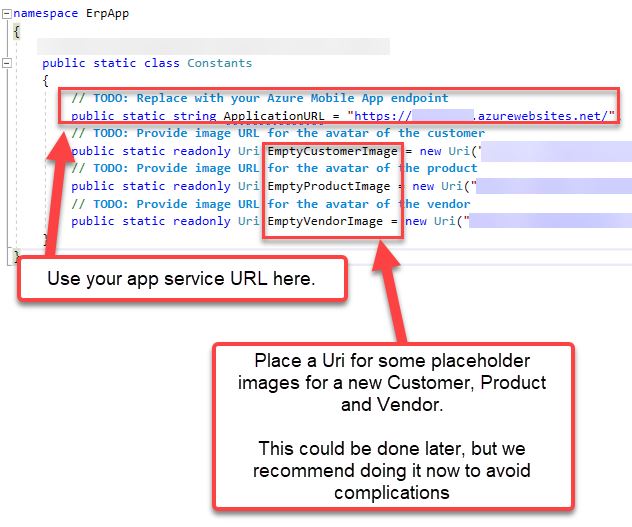 namespace ErpApp
{
public static class Constants
{
// TODO: Replace with your Azure Mobile App endpoint
public static string ApplicationURL = "https:// .azurewebsites.net/";
// TODO: Provide image URL for the avatar of the customer
public static readonly Uri EmptyCustomerImage = new Uri("
// TODO: Provide image URL for the avatar of the product
public static readonly Uri EmptyProductImage = new Uri("
// TODO: Provide image URL for the avatar of the vendor
public static readonly Uri EmptyVendorImage = new Uri("
}
}
Use your app service URL here.
Place a Uri for some placeholder
images for a new Customer, Product
and Vendor.
This could be done later, but we
recommend doing it now to avoid
complications